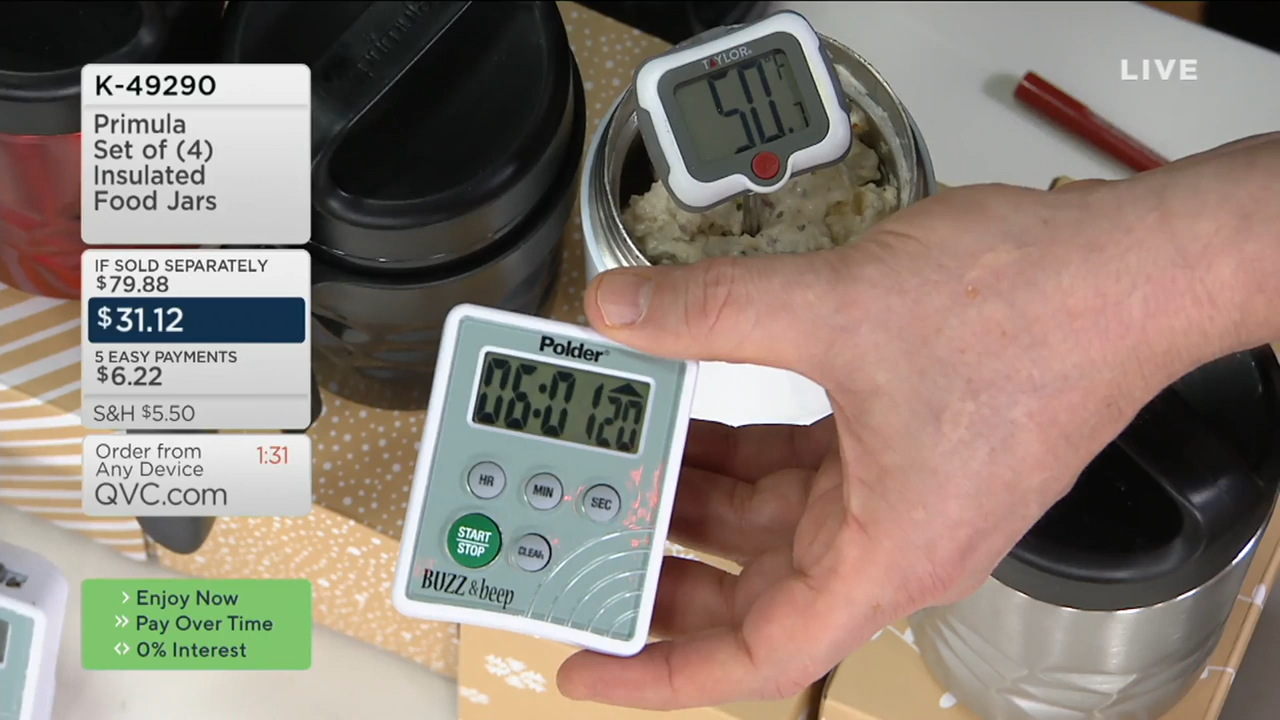 K-49290
Primula
Set of (4)
Insulated
Food Jars
IF SOLD SEPARATELY
$79.88
$31.12
5 EASY PAYMENTS
$6.22
S&H $5.50
Order from
Any Device
1:31
QVC.com
> Enjoy Now
>> Pay Over Time
<> 0% Interest
LIVE
primula
TAYLOR
50.7 °F
Polder®
06:01 20
HR
MIN
SEC
START
STOP
CLEAR
BUZZ & beep